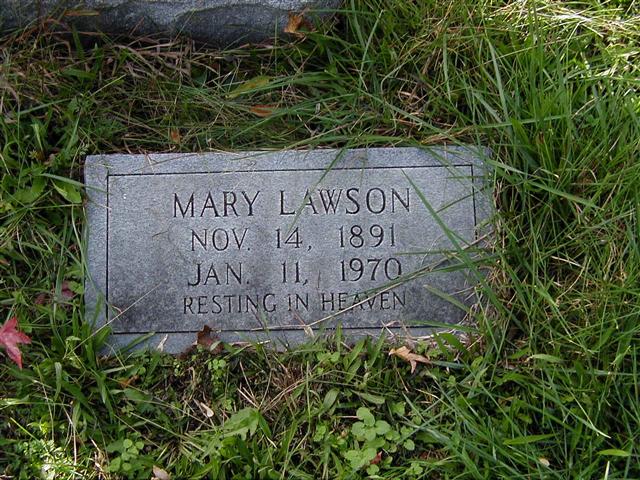 MARY LAWSON
NOV. 14, 1891
JAN. 11, 1970
RESTING IN HEAVEN